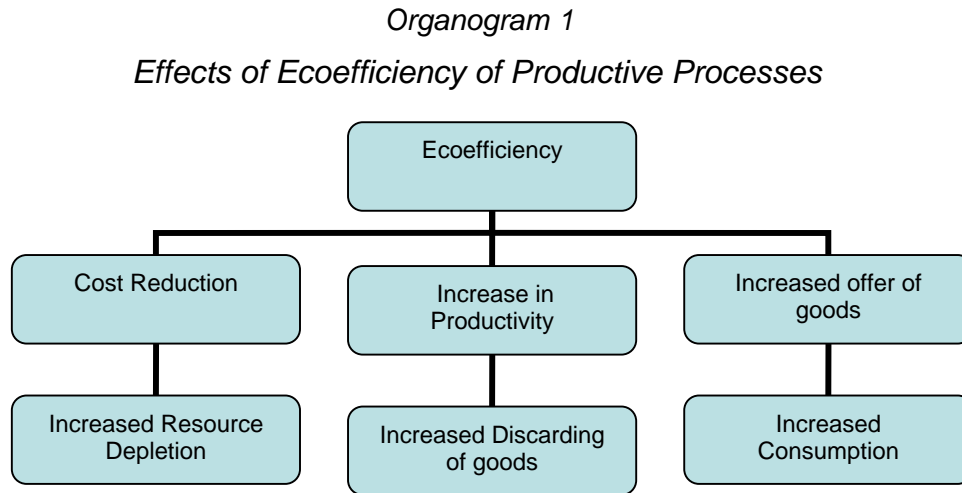 Organogram 1
Effects of Ecoefficiency of Productive Processes
Ecoefficiency
Cost Reduction
Increase in
Productivity
Increased offer of
goods
Increased Resource
Depletion
Increased Discarding
of goods
Increased
Consumption